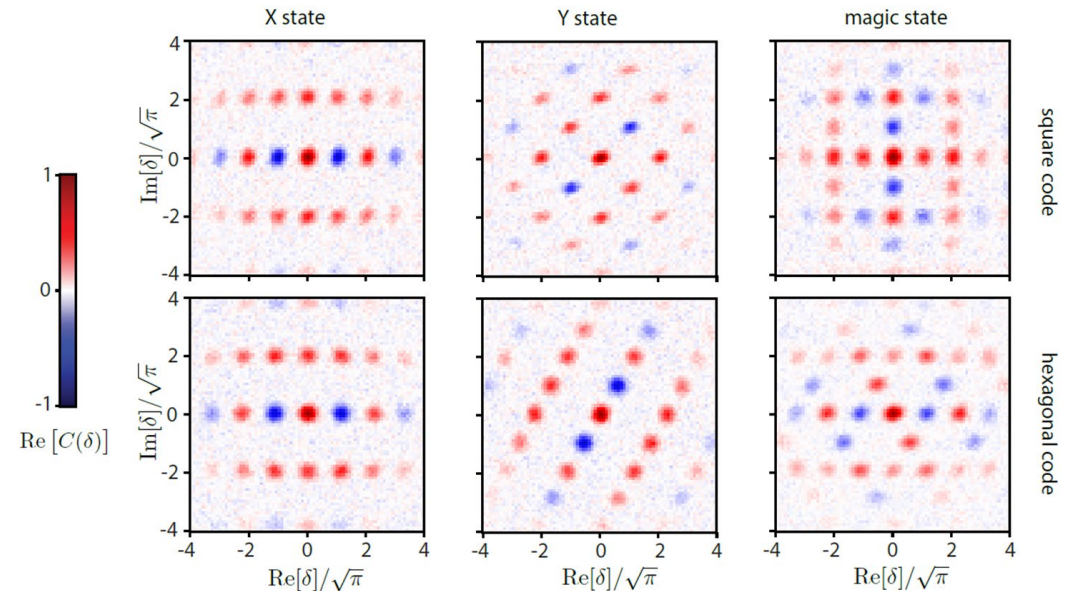 X state
Y state
magic state
4
2
0
-2
-4
Im[δ]/√π
square code
1
0
-1
Re [C(δ)]
4
2
0
-2
-4
Im[δ]/√π
hexagonal code
-4 -2 0 2 4
-4 -2 0 2 4
-4 -2 0 2 4
Re[δ]/√π
Re[δ]/√π
Re[δ]/√π